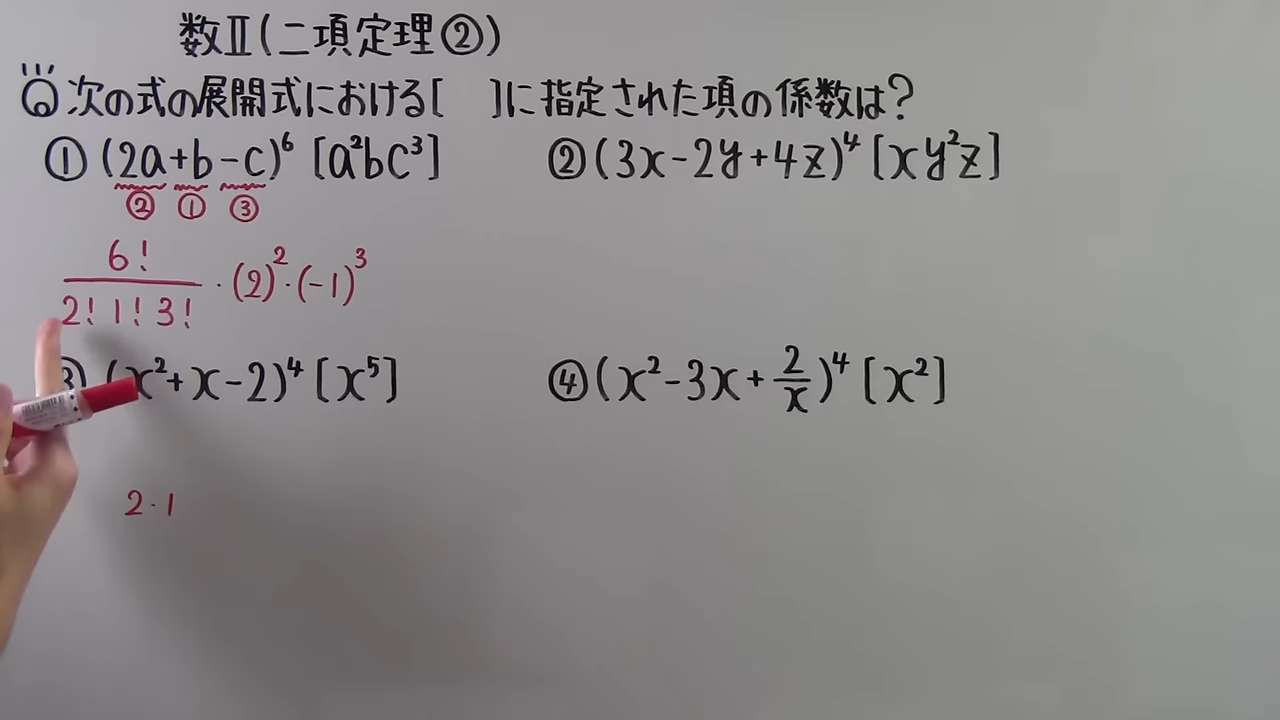 数Ⅱ(二項定理②)
Q 次の式の展開式における[ ]に指定された項の係数は?
① (2a+b-c)⁶ [a²bc³]
② (3x-2y+4z)⁴ [xy²z]
② ① ③
6!
2! 1! 3!
・(2)²・(-1)³
③ (x²+x-2)⁴ [x⁵]
④ (x²-3x+2/x)⁴ [x²]
2・1